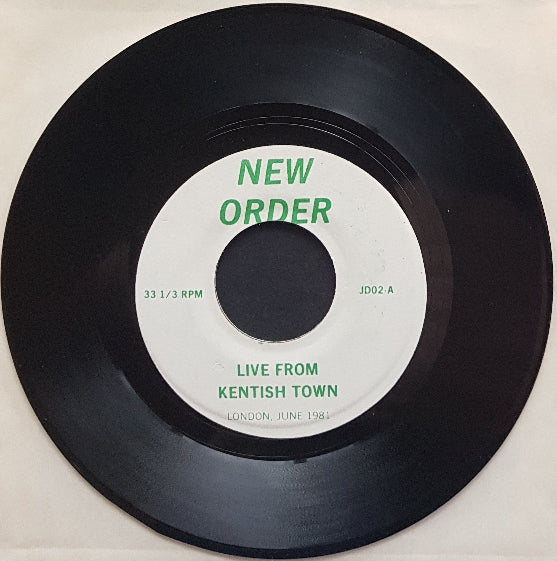 NEW
ORDER
33 1/3 RPM
JD02-A
LIVE FROM
KENTISH TOWN
LONDON, JUNE 1981